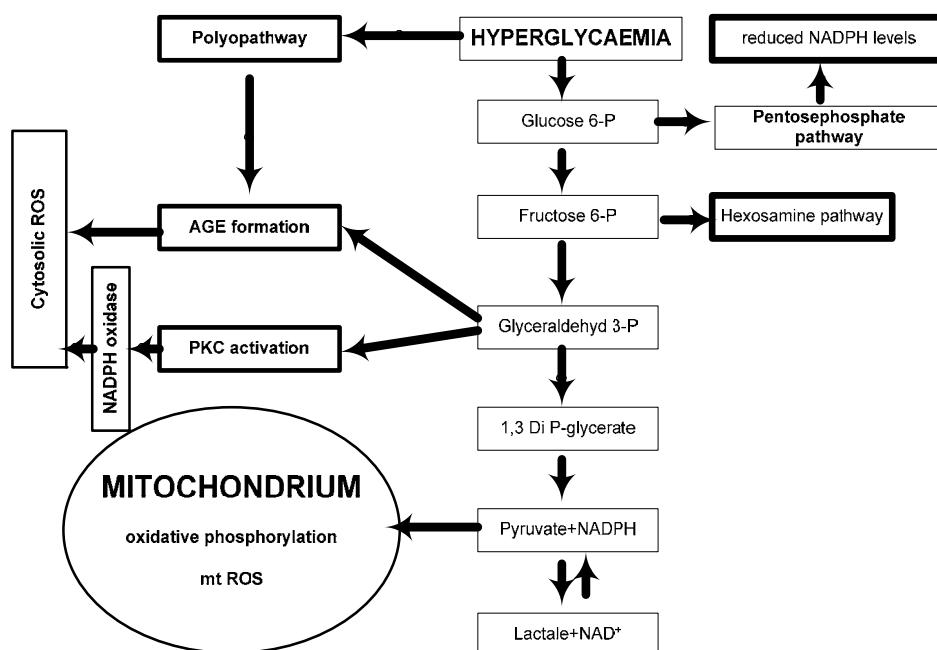 Polyopathway
HYPERGLYCAEMIA
reduced NADPH levels
Glucose 6-P
Pentosephosphate
pathway
Cytosolic ROS
AGE formation
Fructose 6-P
Hexosamine pathway
NADPH oxidase
PKC activation
Glyceraldehyd 3-P
1,3 Di P-glycerate
MITOCHONDRIUM
oxidative phosphorylation
mt ROS
Pyruvate+NADPH
Lactale+NAD⁺